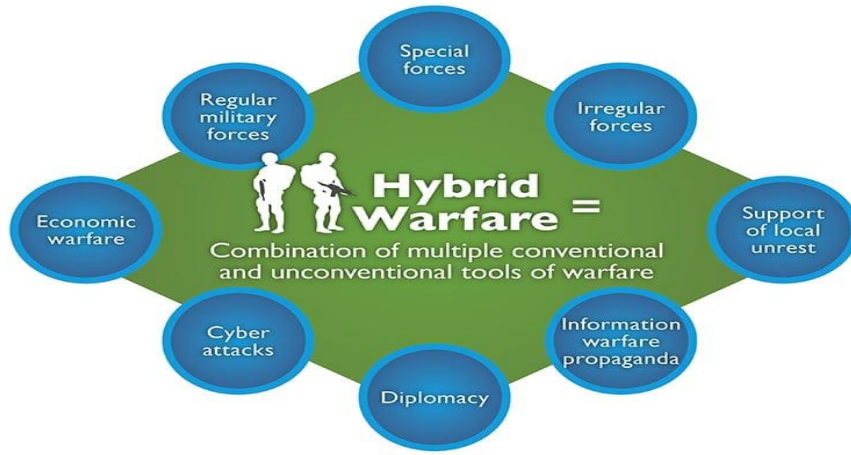 Special
forces
Regular
military
forces
Irregular
forces
Hybrid
Warfare =
Economic
warfare
Support
of local
unrest
Combination of multiple conventional
and unconventional tools of warfare
Cyber
attacks
Information
warfare
propaganda
Diplomacy